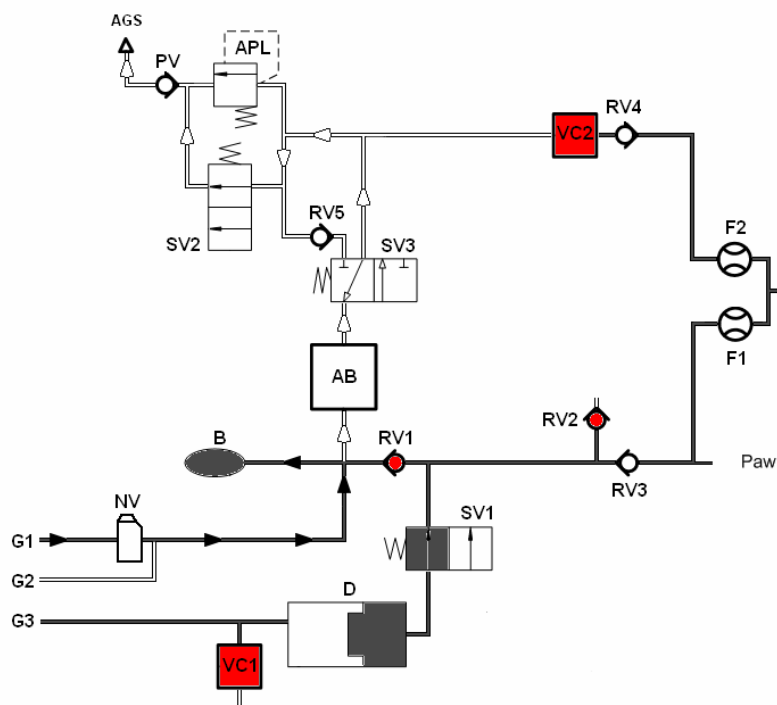 AGS
PV
APL
VC2
RV4
SV2
RV5
SV3
F2
F1
AB
RV2
B
RV1
RV3
Paw
NV
SV1
G1
G2
D
G3
VC1